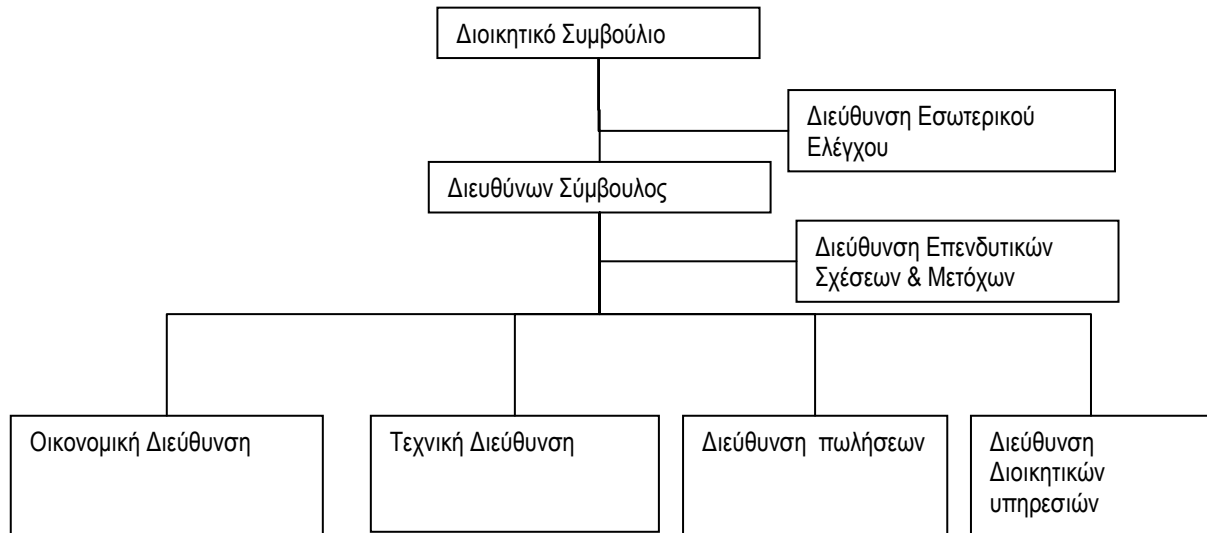 Διοικητικό Συμβούλιο
Διεύθυνση Εσωτερικού
Ελέγχου
Διευθύνων Σύμβουλος
Διεύθυνση Επενδυτικών
Σχέσεων & Μετόχων
Οικονομική Διεύθυνση
Τεχνική Διεύθυνση
Διεύθυνση πωλήσεων
Διεύθυνση
Διοικητικών
υπηρεσιών